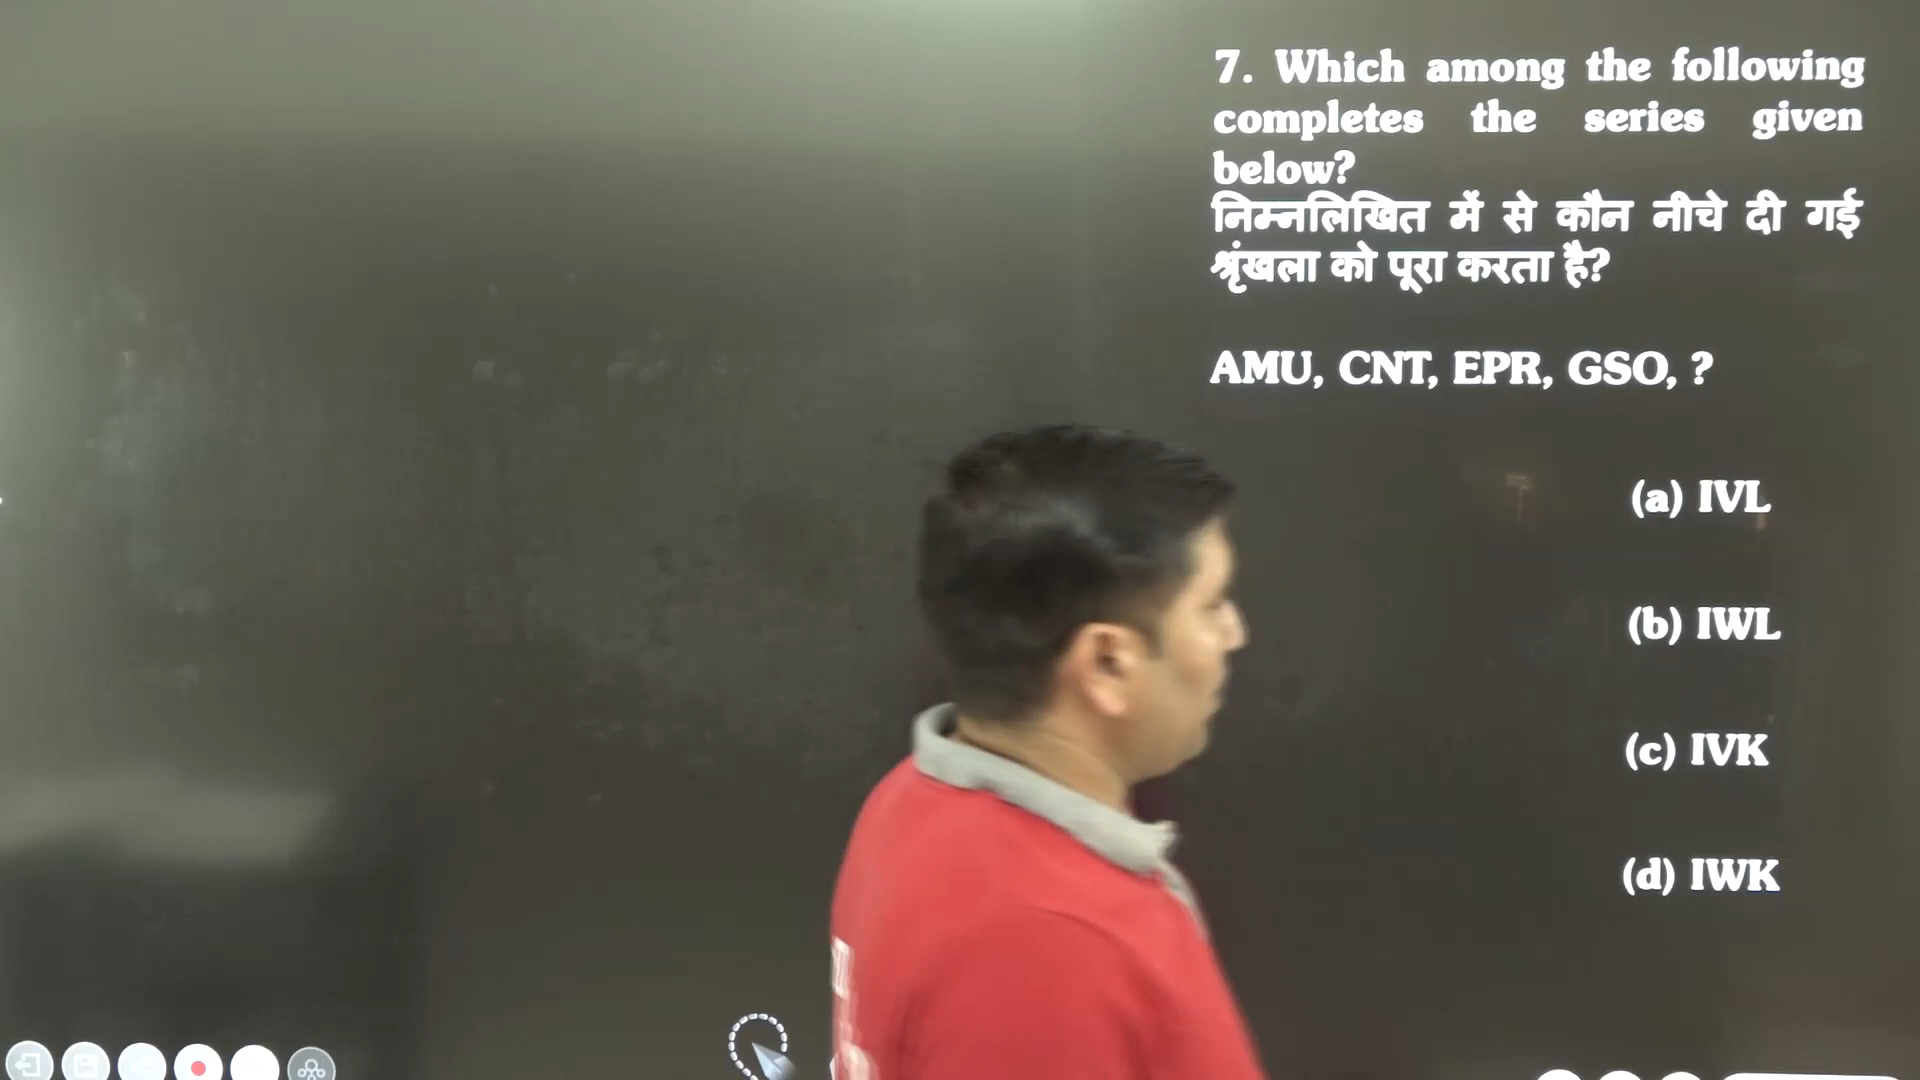 7. Which among the following
completes the series given
below?
निम्नलिखित में से कौन नीचे दी गई
श्रृंखला को पूरा करता है?
AMU, CNT, EPR, GSO, ?
(a) IVL
(b) IWL
(c) IVK
(d) IWK